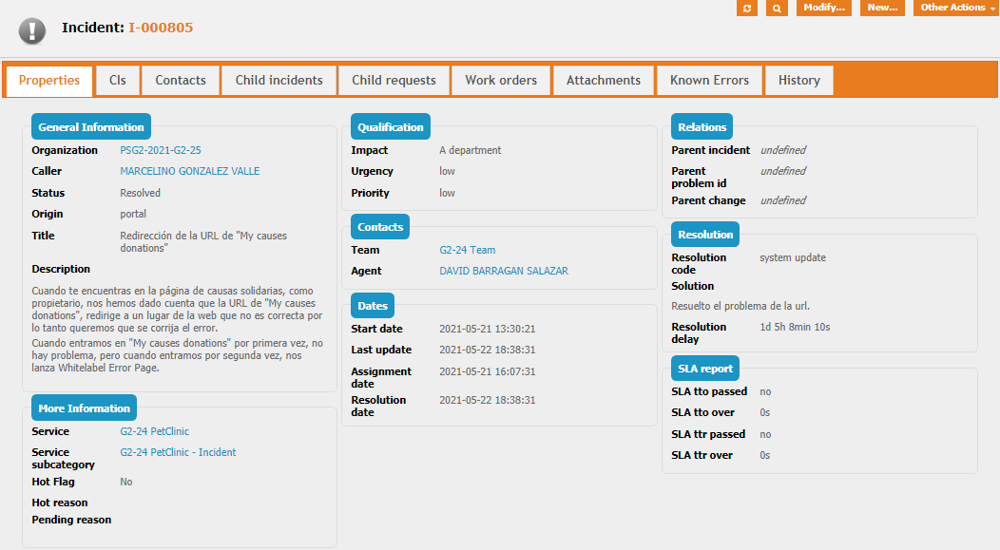 Modify...
New...
Other Actions
Incident: I-000805
Properties
CIs
Contacts
Child incidents
Child requests
Work orders
Attachments
Known Errors
History
General Information
Organization PSG2-2021-G2-25
Caller MARCELINO GONZALEZ VALLE
Status Resolved
Origin portal
Title Redirección de la URL de "My causes
donations"
Description
Cuando te encuentras en la página de causas solidarias, como
propietario, nos hemos dado cuenta que la URL de "My causes
donations", redirige a un lugar de la web que no es correcta por
lo tanto queremos que se corrija el error.
Cuando entramos en "My causes donations" por primera vez, no
hay problema, pero cuando entramos por segunda vez, nos
lanza Whitelabel Error Page.
More Information
Service G2-24 PetClinic
Service
subcategory
G2-24 PetClinic - Incident
Hot Flag No
Hot reason
Pending reason
Qualification
Impact A department
Urgency low
Priority low
Contacts
Team G2-24 Team
Agent DAVID BARRAGAN SALAZAR
Dates
Start date 2021-05-21 13:30:21
Last update 2021-05-22 18:38:31
Assignment
date
2021-05-21 16:07:31
Resolution
date
2021-05-22 18:38:31
Relations
Parent incident undefined
Parent
problem id
undefined
Parent change undefined
Resolution
Resolution
code
system update
Solution
Resuelto el problema de la url.
Resolution
delay
1d 5h 8min 10s
SLA report
SLA tto passed no
SLA tto over 0s
SLA ttr passed no
SLA ttr over 0s